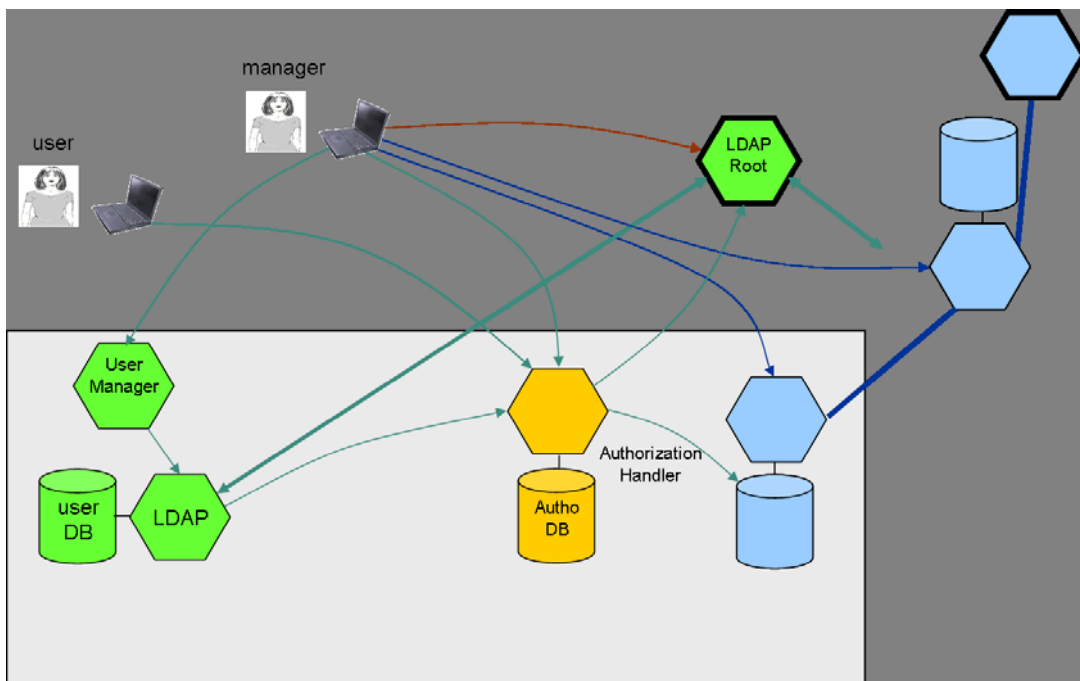 manager
user
LDAP
Root
User
Manager
Authorization
Handler
user
DB
LDAP
Autho
DB